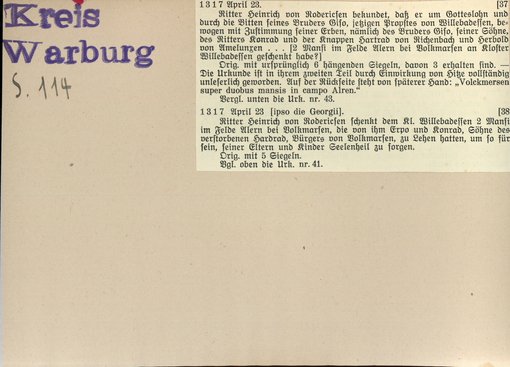 Kreis
Warburg
S. 114
1317 April 23. [37
Ritter Heinrich von Rodericsen bekundet, daß er um Gotteslohn und
durch die Bitten seines Bruders Giso, jetzigen Propstes von Willebadessen, be-
wogen mit Zustimmung seiner Erben, nämlich des Bruders Giso, seiner Söhne,
des Ritters Konrad und der Knappen Hartrad von Richenbach und Herbold
von Amelunzen . . . [2 Mansi im Felde Alern bei Volkmarsen an Kloster
Willebadessen geschenkt habe?]
Orig. mit ursprünglich 6 hängenden Siegeln, davon 3 erhalten sind. —
Die Urkunde ist in ihrem zweiten Teil durch Einwirkung von Hitze vollständig
unleserlich geworden. Auf der Rückseite steht von späterer Hand: „Volckmersen
super duobus mansis in campo Alren.“
Vergl. unten die Urk. nr. 43.
1317 April 23 [ipso die Georgii]. [38
Ritter Heinrich von Rodericsen schenkt dem Kl. Willebadessen 2 Mansi
im Felde Alern bei Volkmarsen, die von ihm Erpo und Konrad, Söhne des
verstorbenen Hardrad, Bürgers von Volkmarsen, zu Lehen hatten, um so für
sein, seiner Eltern und Kinder Seelenheil zu sorgen.
Orig. mit 5 Siegeln.
Vgl. oben die Urk. nr. 41.